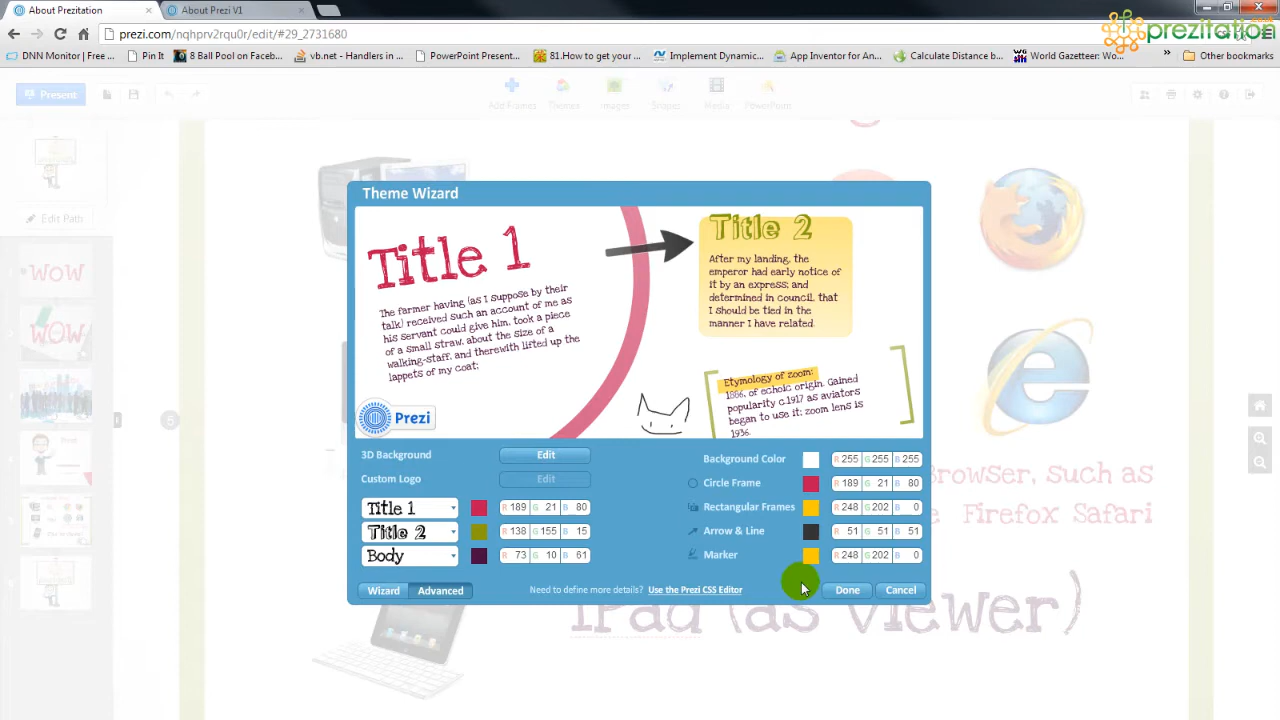 About Prezitation
About Prezi V1
prezi.com/nqhprv2rqu0r/edit/#29_2731680
prezitation
DNN Monitor | Free ...
Pin It
8 Ball Pool on Faceb...
vb.net - Handlers in ...
PowerPoint Present...
81.How to get your ...
Implement Dynamic...
App Inventor for An...
Calculate Distance b...
World Gazetteer: Wo...
»
Other bookmarks
Present
Add Frames
Themes
Images
Shapes
Media
PowerPoint
Edit Path
WOW
WOW
5
Theme Wizard
Title 1
The farmer having (as I suppose by their
talk) received such an account of me as
his servant could give him, took a piece
of a small straw, about the size of a
walking-staff, and therewith lifted up the
lappets of my coat;
Title 2
After my landing, the
emperor had early notice of
it by an express; and
determined in council, that
I should be tied in the
manner I have related.
Etymology of zoom:
1886, of echoic origin. Gained
popularity c.1917 as aviators
began to use it; zoom lens is
1936.
Prezi
3D Background
Edit
Custom Logo
Edit
Title 1
R 189 G 21 B 80
Title 2
R 138 G 155 B 15
Body
R 73 G 10 B 61
Background Color
R 255 G 255 B 255
Circle Frame
R 189 G 21 B 80
Rectangular Frames
R 248 G 202 B 0
Arrow & Line
R 51 G 51 B 51
Marker
R 248 G 202 B 0
Wizard
Advanced
Need to define more details? Use the Prezi CSS Editor
Done
Cancel
Browser, such as
Firefox Safari
iPad (as viewer)